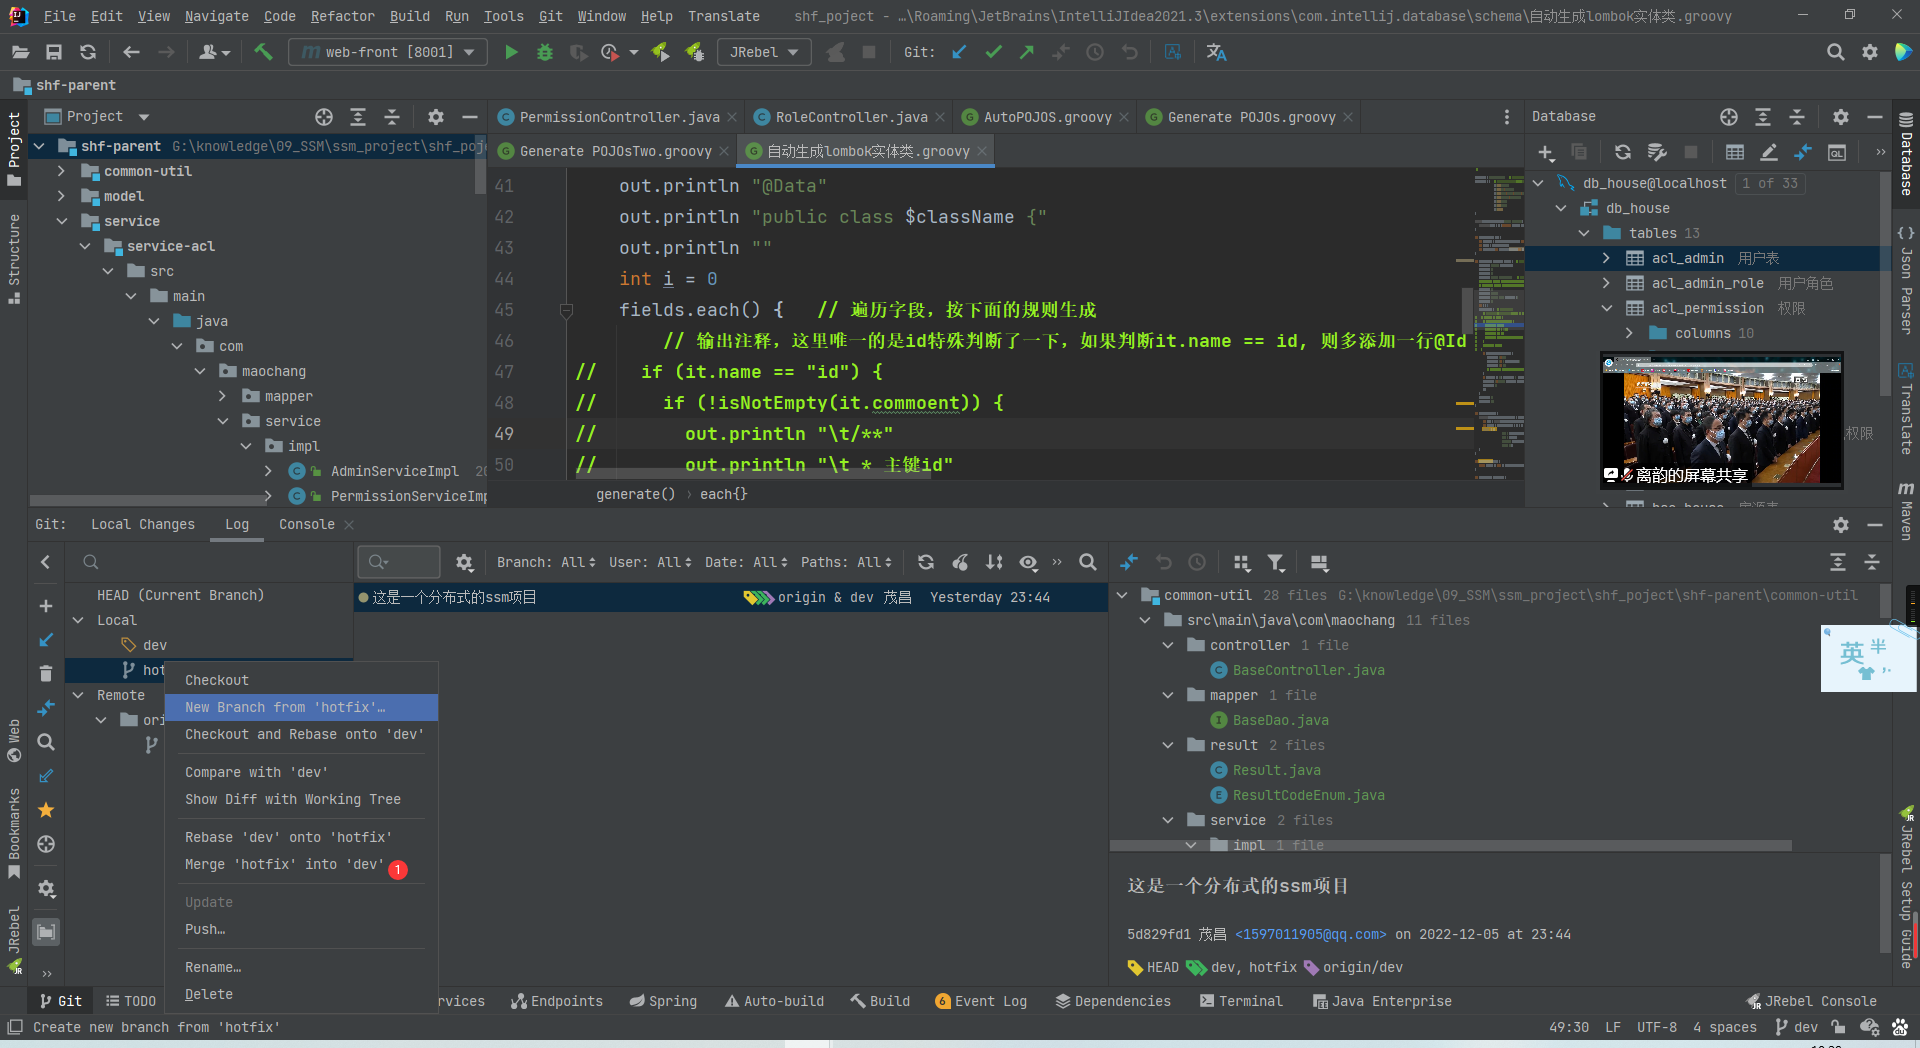 File Edit View Navigate Code Refactor Build Run Tools Git Window Help Translate shf_poject - ...\Roaming\JetBrains\IntelliJIdea2021.3\extensions\com.intellij.database\schema\自动生成lombok实体类.groovy
web-front [8001] JRebel Git:
shf-parent
Project
PermissionController.java RoleController.java AutoPOJOS.groovy Generate POJOs.groovy
Generate POJOsTwo.groovy 自动生成lombok实体类.groovy
shf-parent G:\knowledge\09_SSM\ssm_project\shf_poje
common-util
model
service
service-acl
src
main
java
com
maochang
mapper
service
impl
AdminServiceImpl 20
PermissionServiceImp
41 out.println "@Data"
42 out.println "public class $className {"
43 out.println ""
44 int i = 0
45 fields.each() { // 遍历字段，按下面的规则生成
46 // 输出注释，这里唯一的是id特殊判断了一下，如果判断it.name == id, 则多添加一行@Id
47 // if (it.name == "id") {
48 // if (!isNotEmpty(it.commoent)) {
49 // out.println "\t/**"
50 // out.println "\t * 主键id"
generate() › each{}
Database
db_house@localhost 1 of 33
db_house
tables 13
acl_admin 用户表
acl_admin_role 用户角色
acl_permission 权限
columns 10
权限
离韵的屏幕共享
Project
Structure
Web
Bookmarks
JRebel
Database
Json Parser
Translate
Maven
JRebel Setup Guide
Git: Local Changes Log Console
Branch: All User: All Date: All Paths: All
HEAD (Current Branch)
Local
dev
hot
Remote
ori
这是一个分布式的ssm项目 origin & dev 茂昌 Yesterday 23:44
Checkout
New Branch from 'hotfix'…
Checkout and Rebase onto 'dev'
Compare with 'dev'
Show Diff with Working Tree
Rebase 'dev' onto 'hotfix'
Merge 'hotfix' into 'dev' 1
Update
Push…
Rename…
Delete
common-util 28 files G:\knowledge\09_SSM\ssm_project\shf_poject\shf-parent\common-util
src\main\java\com\maochang 11 files
controller 1 file
BaseController.java
mapper 1 file
BaseDao.java
result 2 files
Result.java
ResultCodeEnum.java
service 2 files
impl 1 file
英 半
这是一个分布式的ssm项目
5d829fd1 茂昌 <1597011905@qq.com> on 2022-12-05 at 23:44
HEAD dev, hotfix origin/dev
Git TODO rvices Endpoints Spring Auto-build Build 6 Event Log Dependencies Terminal Java Enterprise JRebel Console
Create new branch from 'hotfix' 49:30 LF UTF-8 4 spaces dev